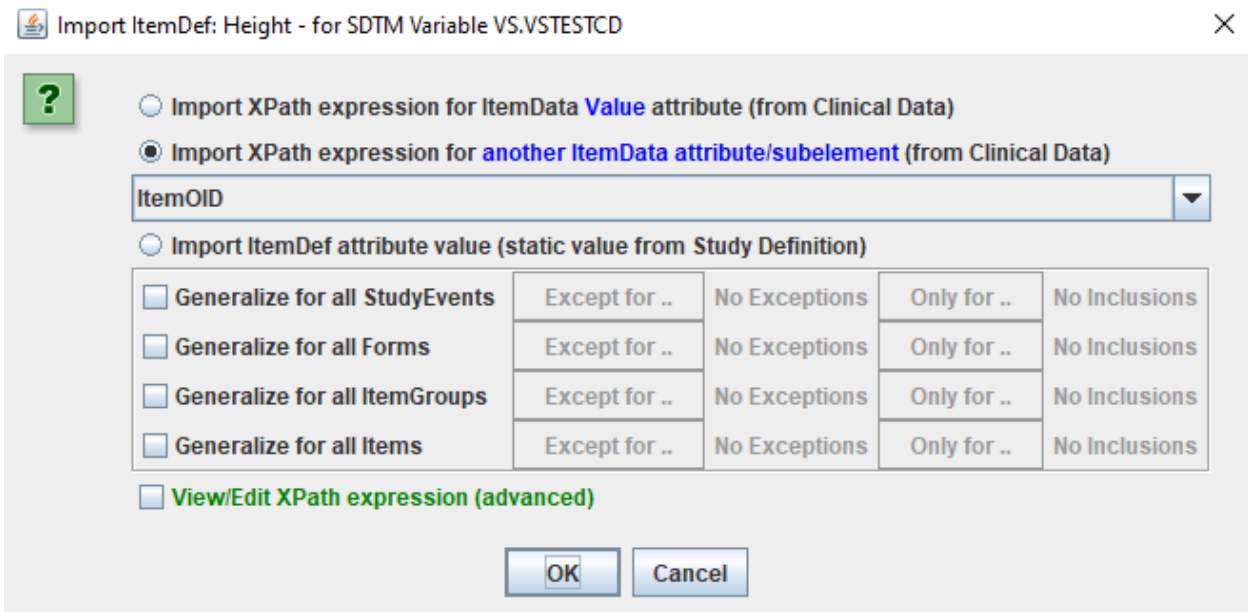 Import ItemDef: Height - for SDTM Variable VS.VSTESTCD
?
Import XPath expression for ItemData Value attribute (from Clinical Data)
Import XPath expression for another ItemData attribute/subelement (from Clinical Data)
ItemOID
Import ItemDef attribute value (static value from Study Definition)
Generalize for all StudyEvents Except for .. No Exceptions Only for .. No Inclusions
Generalize for all Forms Except for .. No Exceptions Only for .. No Inclusions
Generalize for all ItemGroups Except for .. No Exceptions Only for .. No Inclusions
Generalize for all Items Except for .. No Exceptions Only for .. No Inclusions
View/Edit XPath expression (advanced)
OK Cancel